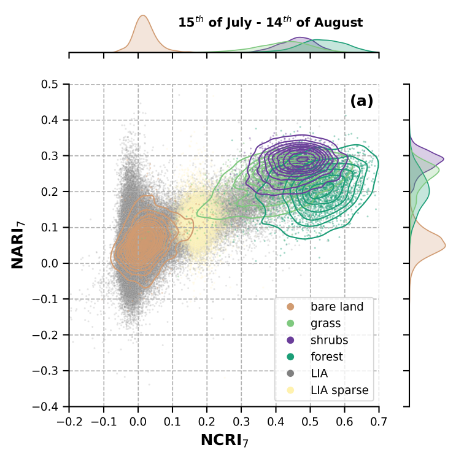 15th of July - 14th of August
(a)
0.5
0.4
0.3
0.2
0.1
0.0
−0.1
−0.2
−0.3
−0.4
NARI7
bare land
grass
shrubs
forest
LIA
LIA sparse
−0.2 −0.1 0.0 0.1 0.2 0.3 0.4 0.5 0.6 0.7
NCRI7